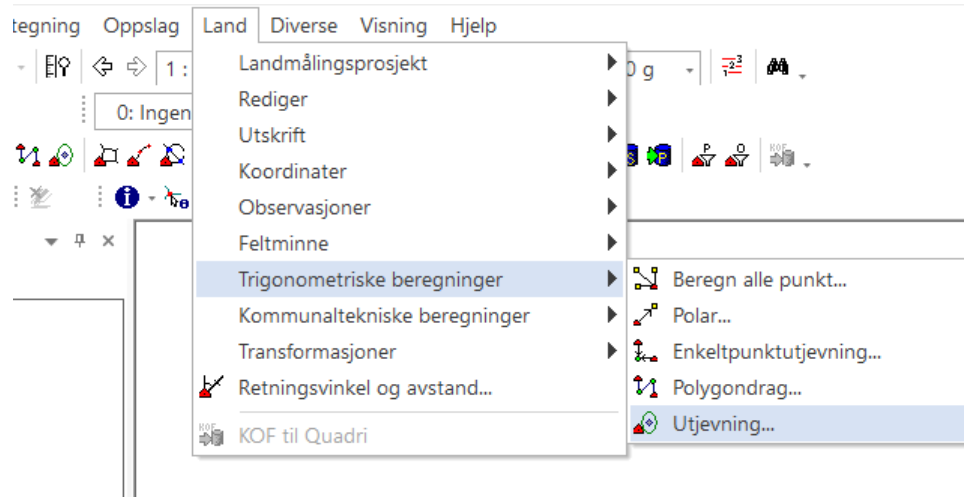 tegning Oppslag Land Diverse Visning Hjelp
1 :
0 g
0: Ingen
Landmålingsprosjekt
Rediger
Utskrift
Koordinater
Observasjoner
Feltminne
Trigonometriske beregninger
Kommunaltekniske beregninger
Transformasjoner
Retningsvinkel og avstand...
KOF til Quadri
Beregn alle punkt...
Polar...
Enkeltpunktutjevning...
Polygondrag...
Utjevning...